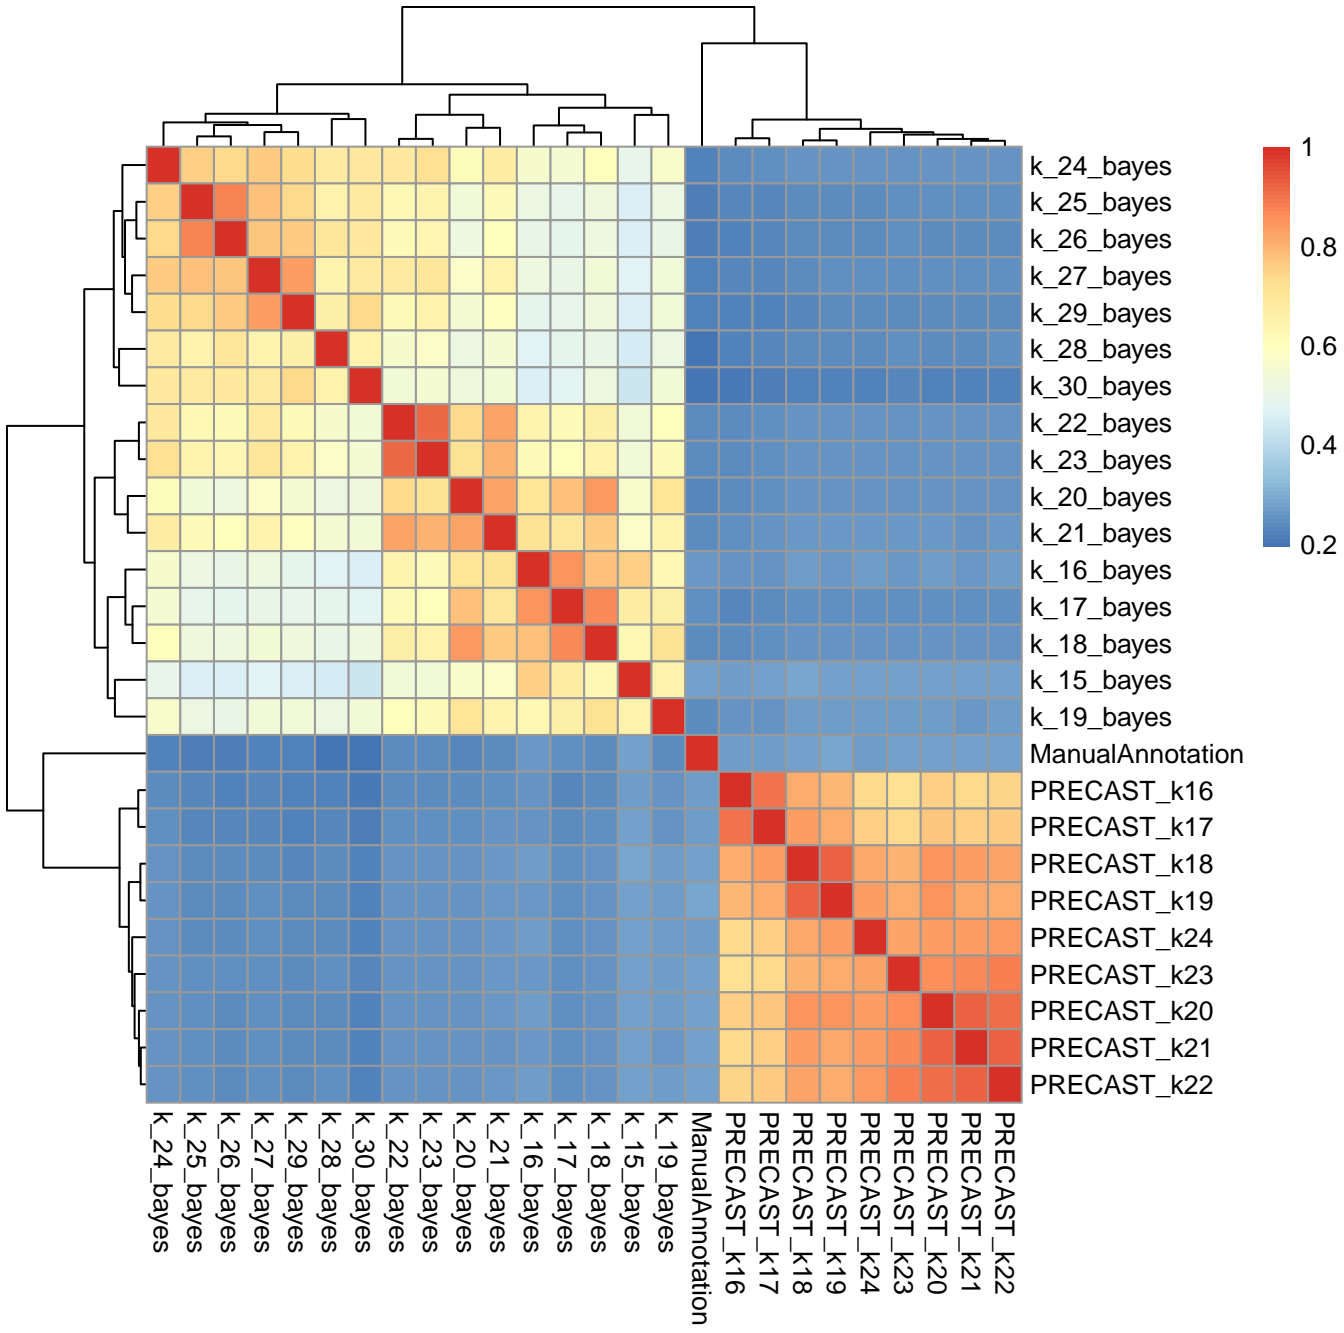 1
0.8
0.6
0.4
0.2
k_24_bayes
k_25_bayes
k_26_bayes
k_27_bayes
k_29_bayes
k_28_bayes
k_30_bayes
k_22_bayes
k_23_bayes
k_20_bayes
k_21_bayes
k_16_bayes
k_17_bayes
k_18_bayes
k_15_bayes
k_19_bayes
ManualAnnotation
PRECAST_k16
PRECAST_k17
PRECAST_k18
PRECAST_k19
PRECAST_k24
PRECAST_k23
PRECAST_k20
PRECAST_k21
PRECAST_k22
k_24_bayes
k_25_bayes
k_26_bayes
k_27_bayes
k_29_bayes
k_28_bayes
k_30_bayes
k_22_bayes
k_23_bayes
k_20_bayes
k_21_bayes
k_16_bayes
k_17_bayes
k_18_bayes
k_15_bayes
k_19_bayes
ManualAnnotation
PRECAST_k16
PRECAST_k17
PRECAST_k18
PRECAST_k19
PRECAST_k24
PRECAST_k23
PRECAST_k20
PRECAST_k21
PRECAST_k22